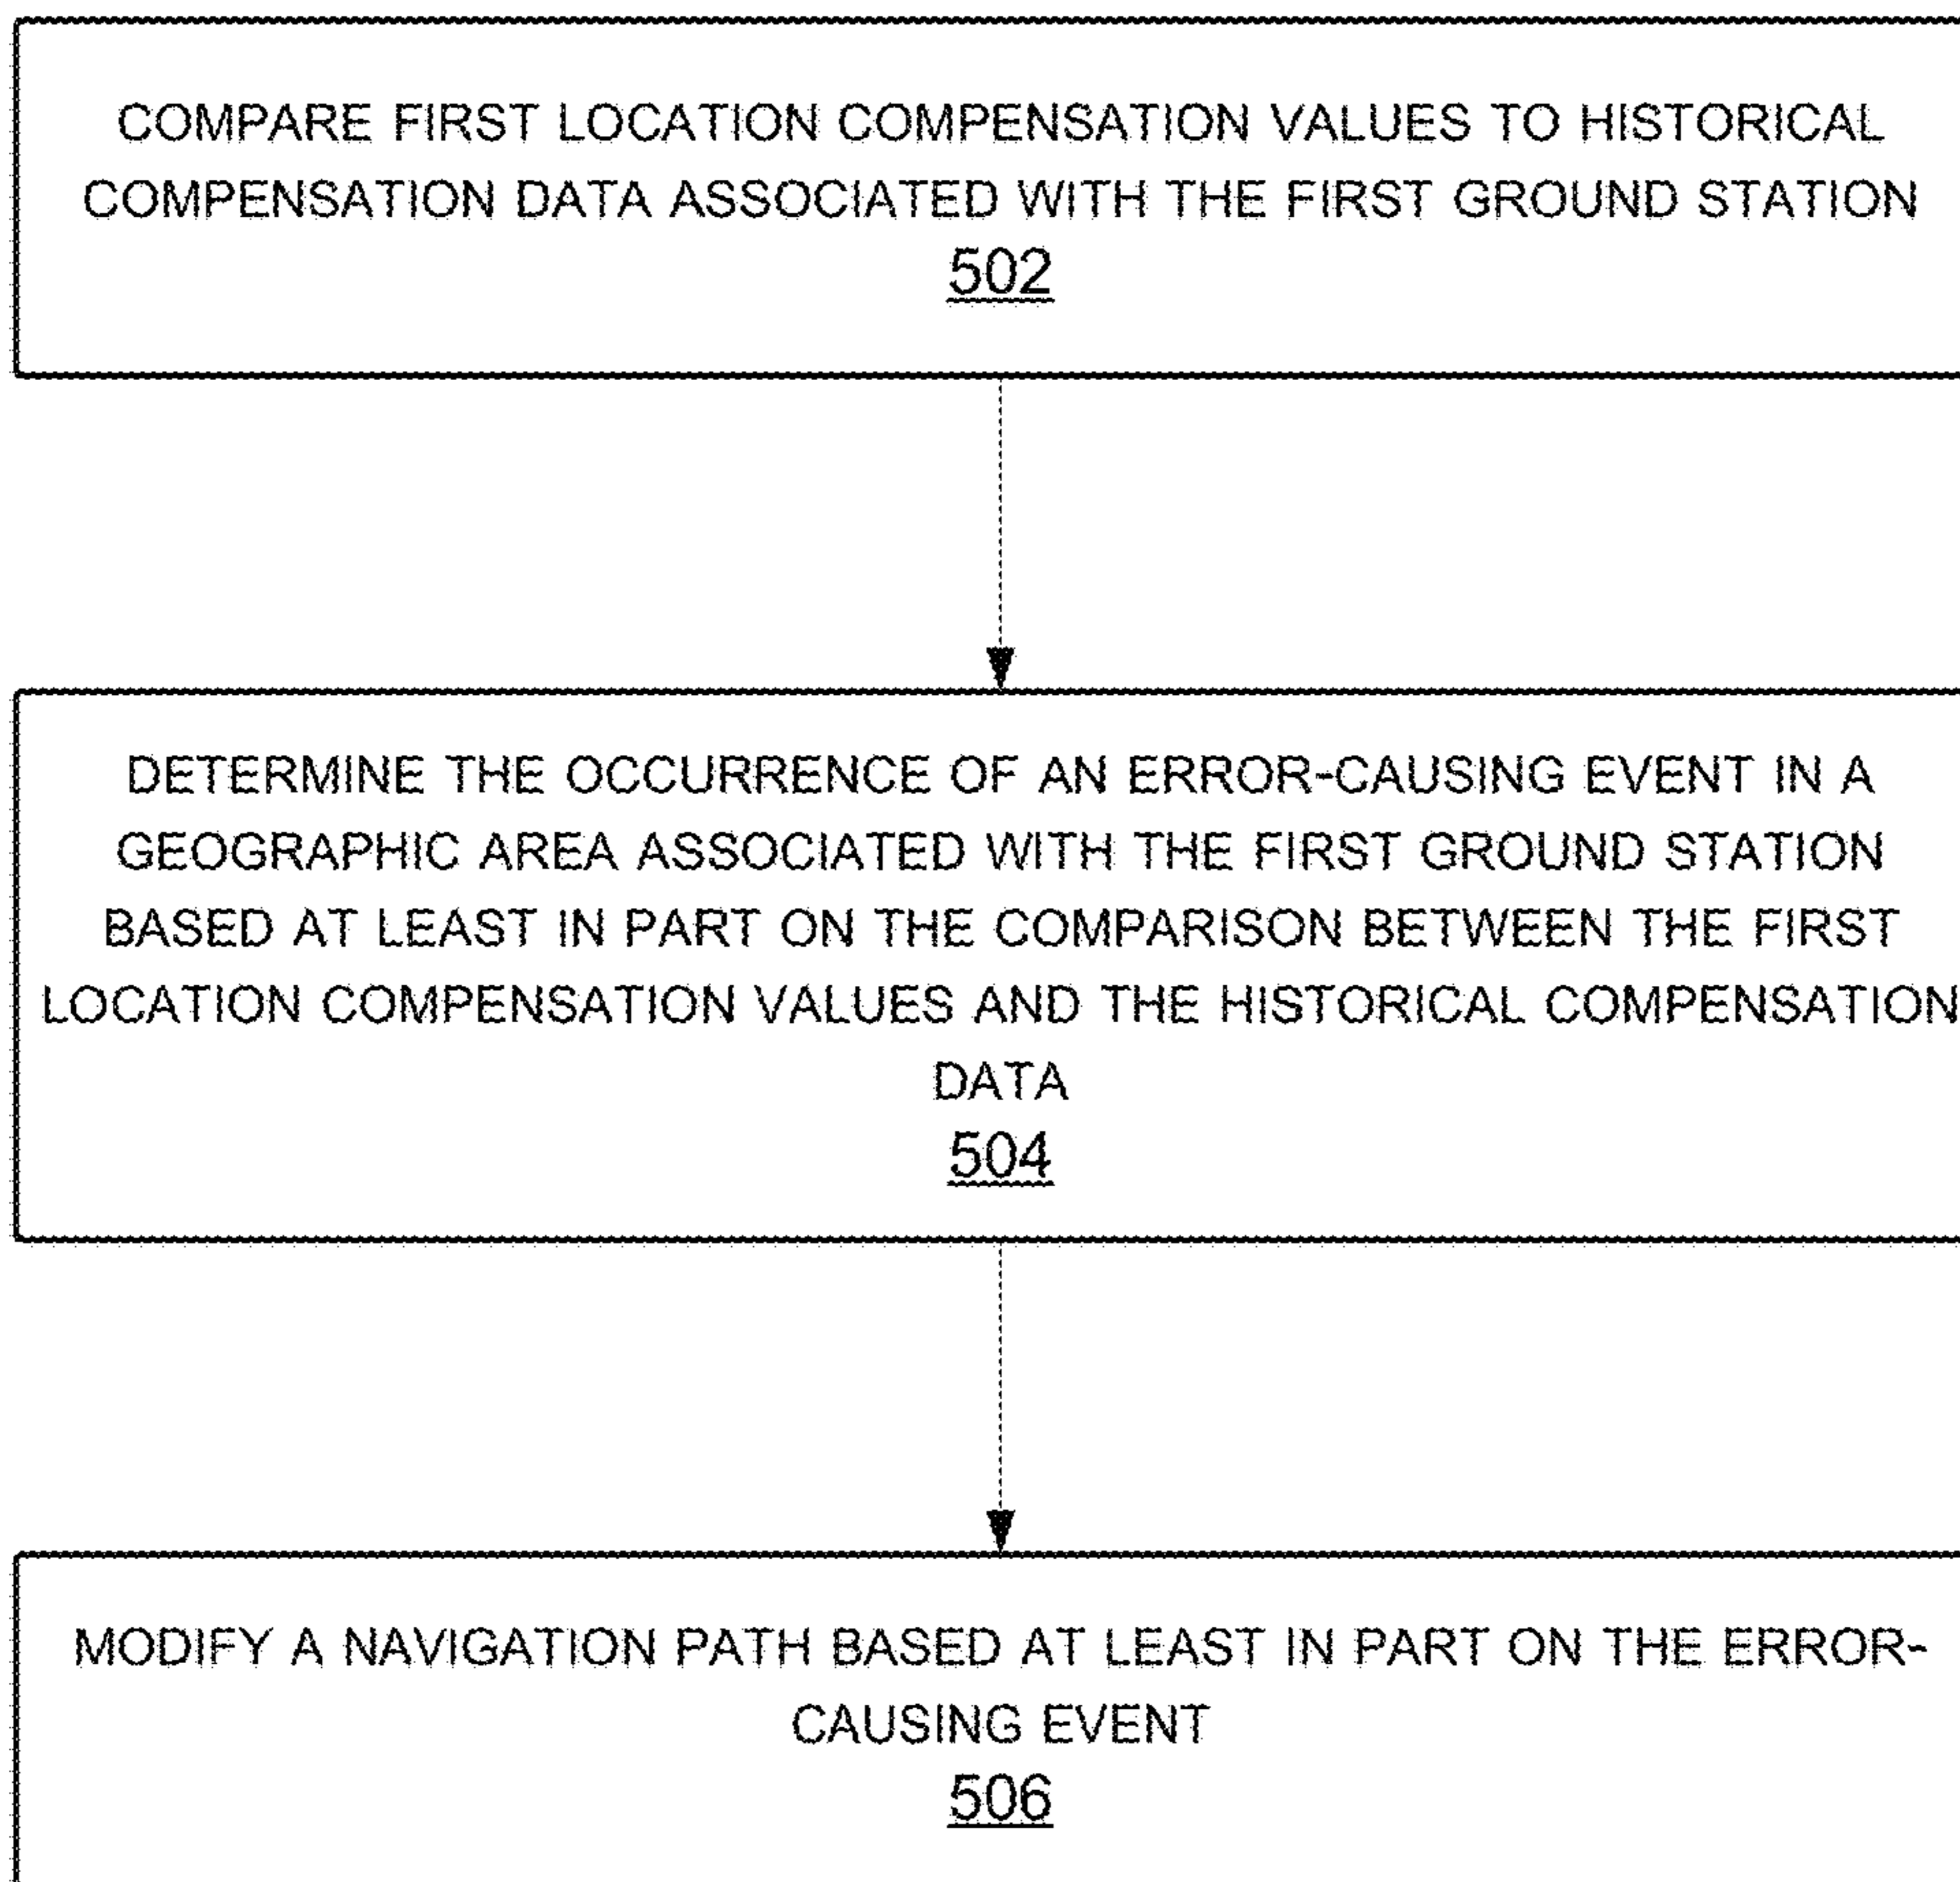 COMPARE FIRST LOCATION COMPENSATION VALUES TO HISTORICAL
COMPENSATION DATA ASSOCIATED WITH THE FIRST GROUND STATION
502
DETERMINE THE OCCURRENCE OF AN ERROR-CAUSING EVENT IN A
GEOGRAPHIC AREA ASSOCIATED WITH THE FIRST GROUND STATION
BASED AT LEAST IN PART ON THE COMPARISON BETWEEN THE FIRST
LOCATION COMPENSATION VALUES AND THE HISTORICAL COMPENSATION
DATA
504
MODIFY A NAVIGATION PATH BASED AT LEAST IN PART ON THE ERROR-
CAUSING EVENT
506